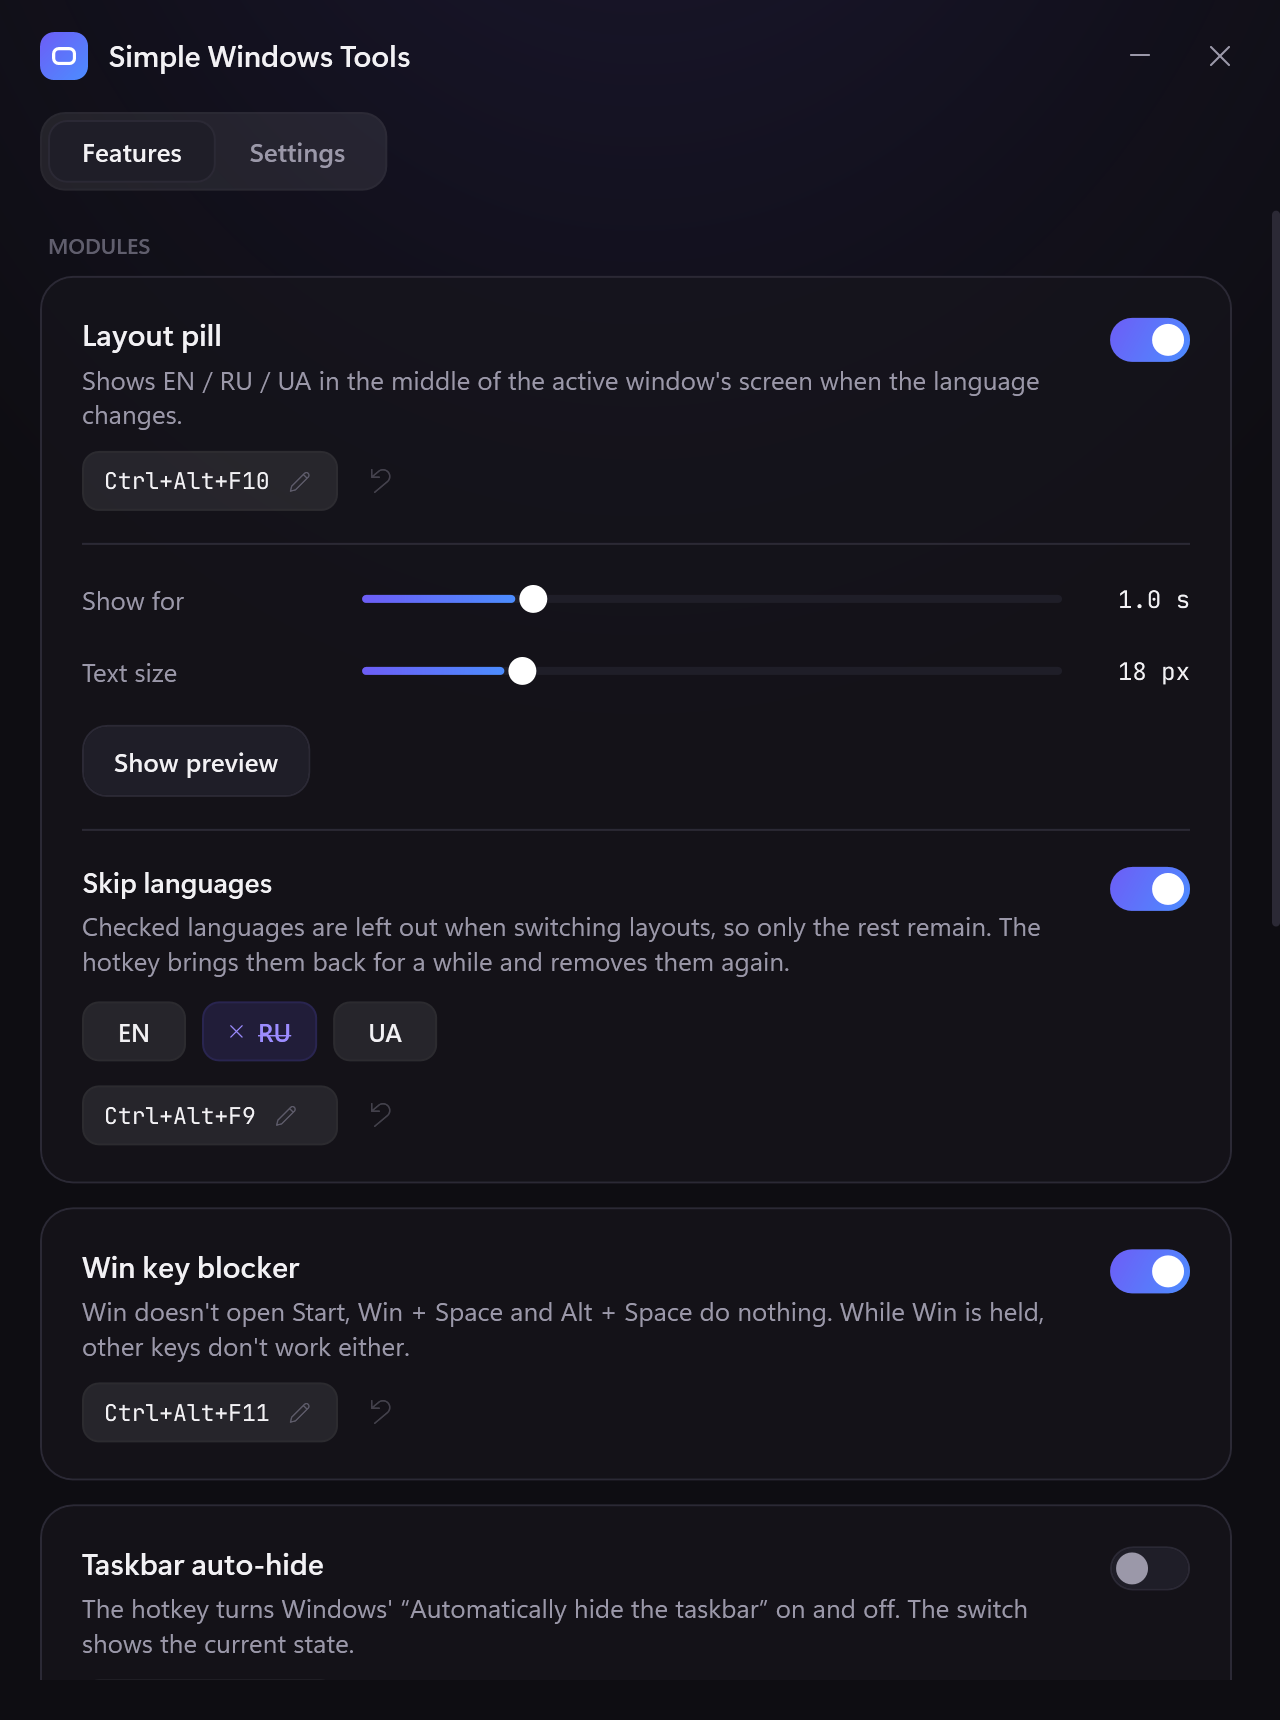 Simple Windows Tools
Features
Settings
MODULES
Layout pill
Shows EN / RU / UA in the middle of the active window's screen when the language
changes.
Ctrl+Alt+F10
Show for
1.0 s
Text size
18 px
Show preview
Skip languages
Checked languages are left out when switching layouts, so only the rest remain. The
hotkey brings them back for a while and removes them again.
EN
RU
UA
Ctrl+Alt+F9
Win key blocker
Win doesn't open Start, Win + Space and Alt + Space do nothing. While Win is held,
other keys don't work either.
Ctrl+Alt+F11
Taskbar auto-hide
The hotkey turns Windows' “Automatically hide the taskbar” on and off. The switch
shows the current state.